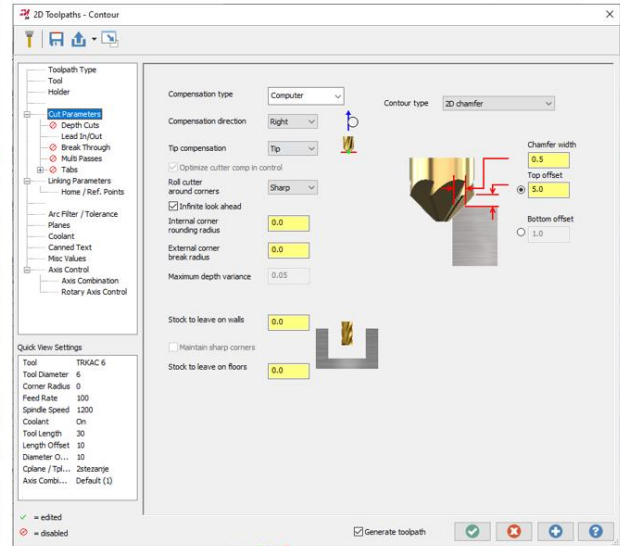 2D Toolpaths - Contour
Toolpath Type
Tool
Holder
Cut Parameters
Depth Cuts
Lead In/Out
Break Through
Multi Passes
Tabs
Linking Parameters
Home / Ref. Points
Arc Filter / Tolerance
Planes
Coolant
Canned Text
Misc Values
Axis Control
Axis Combination
Rotary Axis Control
Quick View Settings
Tool TRKAC 6
Tool Diameter 6
Corner Radius 0
Feed Rate 100
Spindle Speed 1200
Coolant On
Tool Length 30
Length Offset 10
Diameter O... 10
Cplane / Tpl... 2stezanje
Axis Combi... Default (1)
= edited
= disabled
Compensation type Computer
Compensation direction Right
Tip compensation Tip
Optimize cutter comp in control
Roll cutter
around corners Sharp
Infinite look ahead
Internal corner
rounding radius 0.0
External corner
break radius 0.0
Maximum depth variance 0.05
Stock to leave on walls 0.0
Maintain sharp corners
Stock to leave on floors 0.0
Contour type 2D chamfer
Chamfer width
0.5
Top offset
5.0
Bottom offset
1.0
Generate toolpath